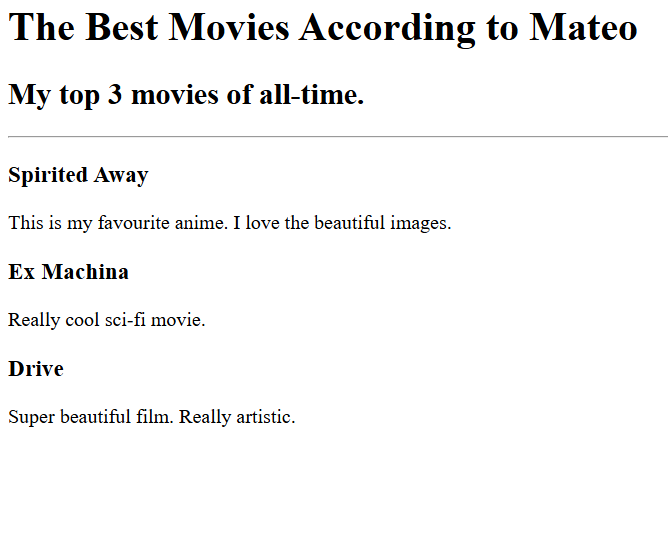 The Best Movies According to Mateo
My top 3 movies of all-time.
Spirited Away
This is my favourite anime. I love the beautiful images.
Ex Machina
Really cool sci-fi movie.
Drive
Super beautiful film. Really artistic.